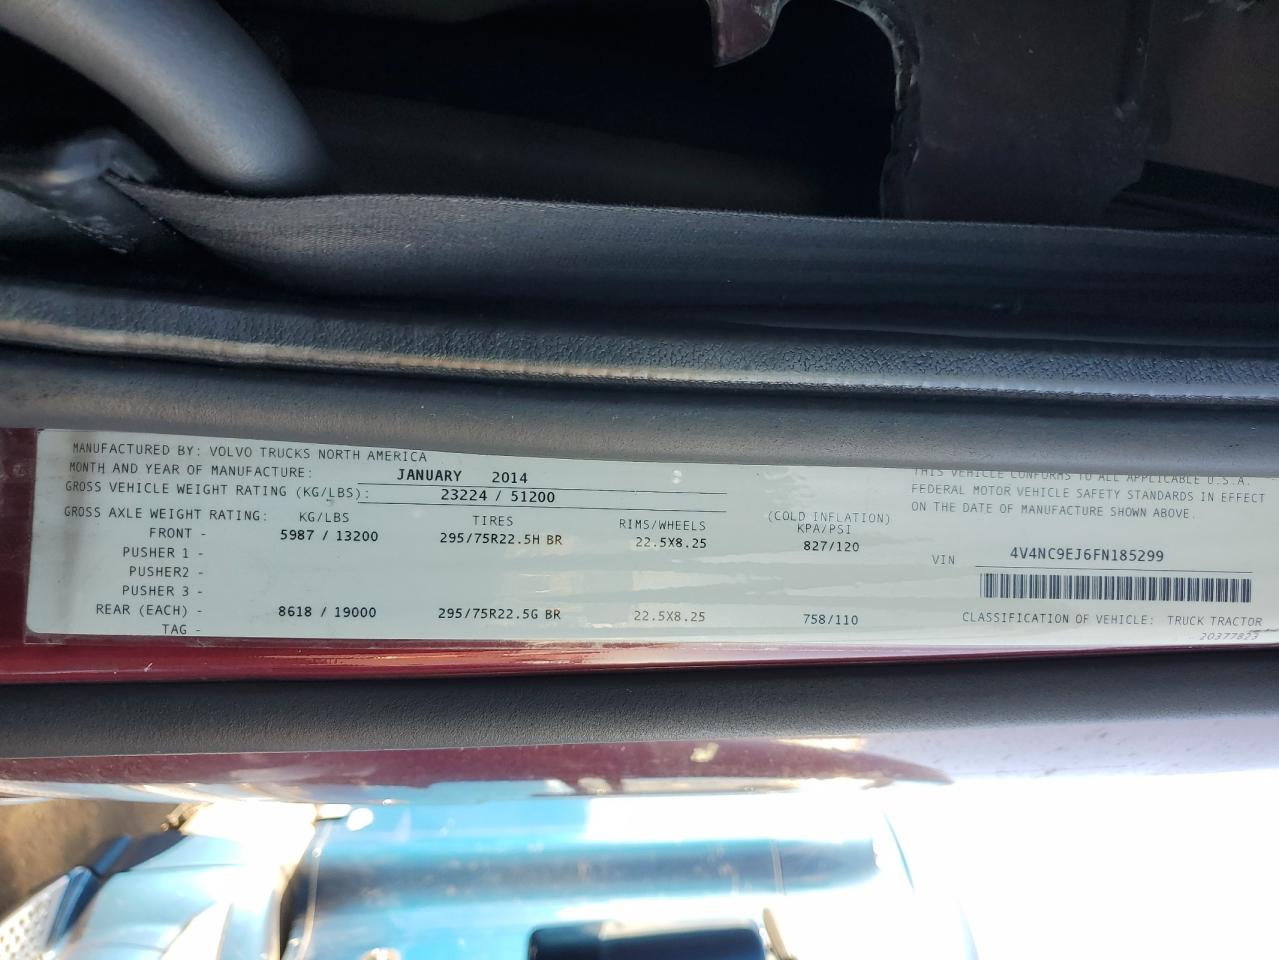 MANUFACTURED BY: VOLVO TRUCKS NORTH AMERICA
MONTH AND YEAR OF MANUFACTURE: JANUARY 2014
GROSS VEHICLE WEIGHT RATING (KG/LBS): 23224 / 51200
GROSS AXLE WEIGHT RATING: KG/LBS TIRES RIMS/WHEELS (COLD INFLATION) KPA/PSI
FRONT - 5987 / 13200 295/75R22.5H BR 22.5X8.25 827/120
PUSHER 1 -
PUSHER2 -
PUSHER 3 -
REAR (EACH) - 8618 / 19000 295/75R22.5G BR 22.5X8.25 758/110
TAG -
THIS VEHICLE CONFORMS TO ALL APPLICABLE U.S.A.
FEDERAL MOTOR VEHICLE SAFETY STANDARDS IN EFFECT
ON THE DATE OF MANUFACTURE SHOWN ABOVE.
VIN 4V4NC9EJ6FN185299
CLASSIFICATION OF VEHICLE: TRUCK TRACTOR
- 20377823